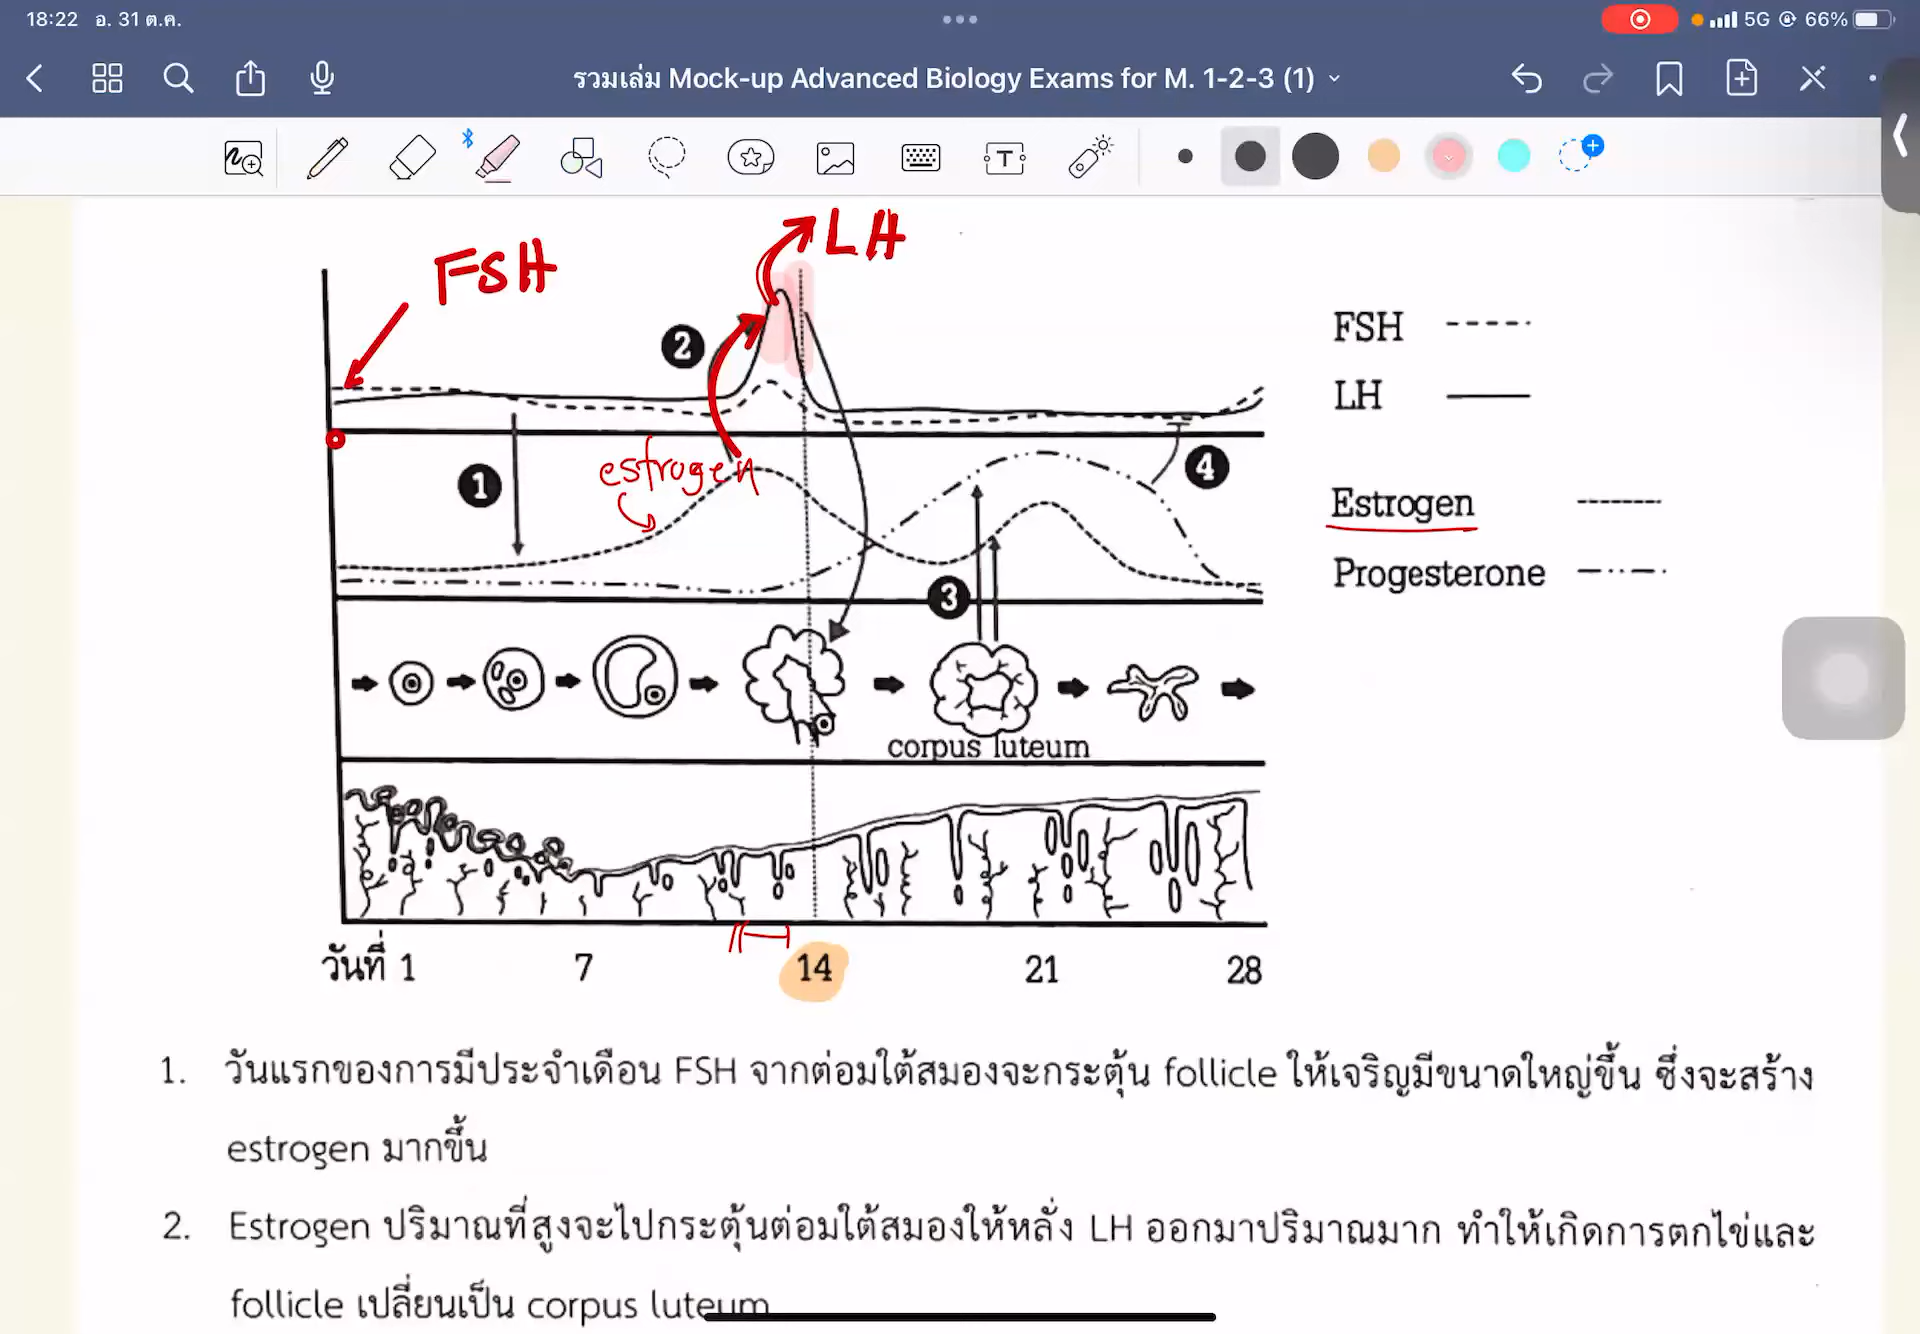 18:22 อ. 31 ต.ค.
5G 66%
รวมเล่ม Mock-up Advanced Biology Exams for M. 1-2-3 (1)
T
LH
FSH
FSH
2
LH
estrogen
1
4
Estrogen
Progesterone
3
corpus luteum
วันที่ 1 7 14 21 28
1. วันแรกของการมีประจำเดือน FSH จากต่อมใต้สมองจะกระตุ้น follicle ให้เจริญมีขนาดใหญ่ขึ้น ซึ่งจะสร้าง
estrogen มากขึ้น
2. Estrogen ปริมาณที่สูงจะไปกระตุ้นต่อมใต้สมองให้หลั่ง LH ออกมาปริมาณมาก ทำให้เกิดการตกไข่และ
follicle เปลี่ยนเป็น corpus luteum